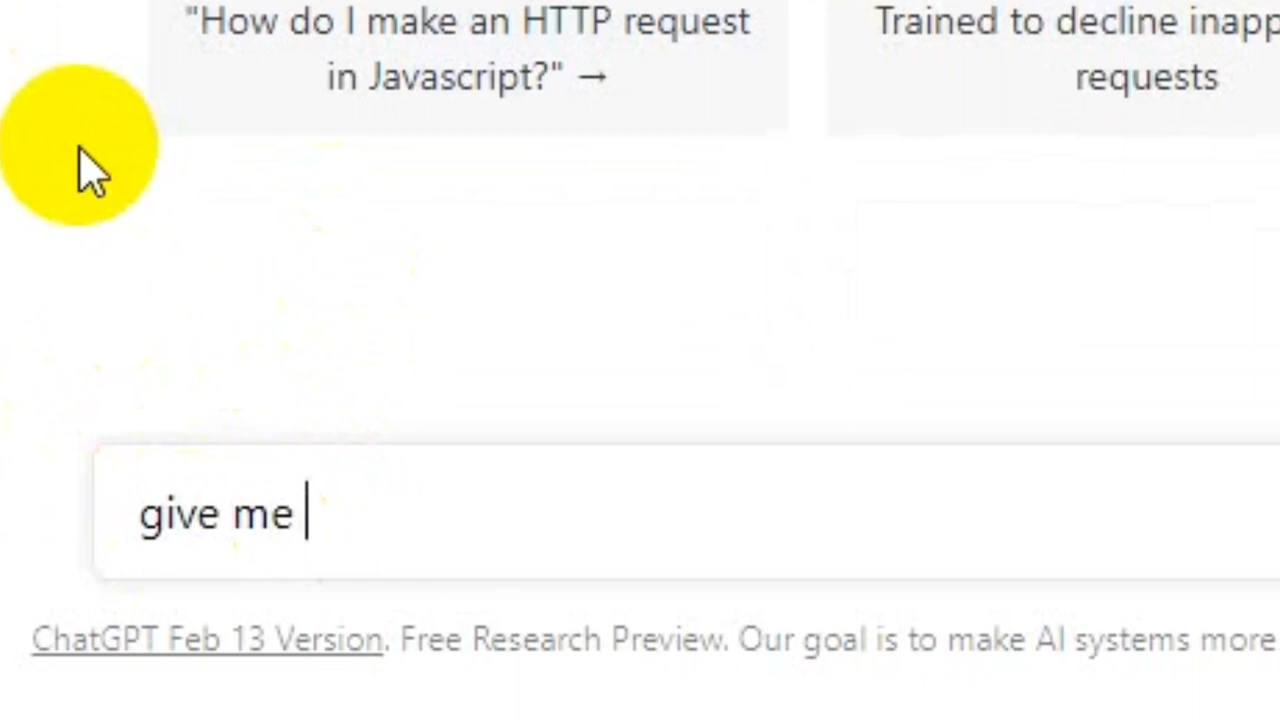 "How do I make an HTTP request
in Javascript?" →
Trained to decline inapp
requests
give me
ChatGPT Feb 13 Version. Free Research Preview. Our goal is to make AI systems more